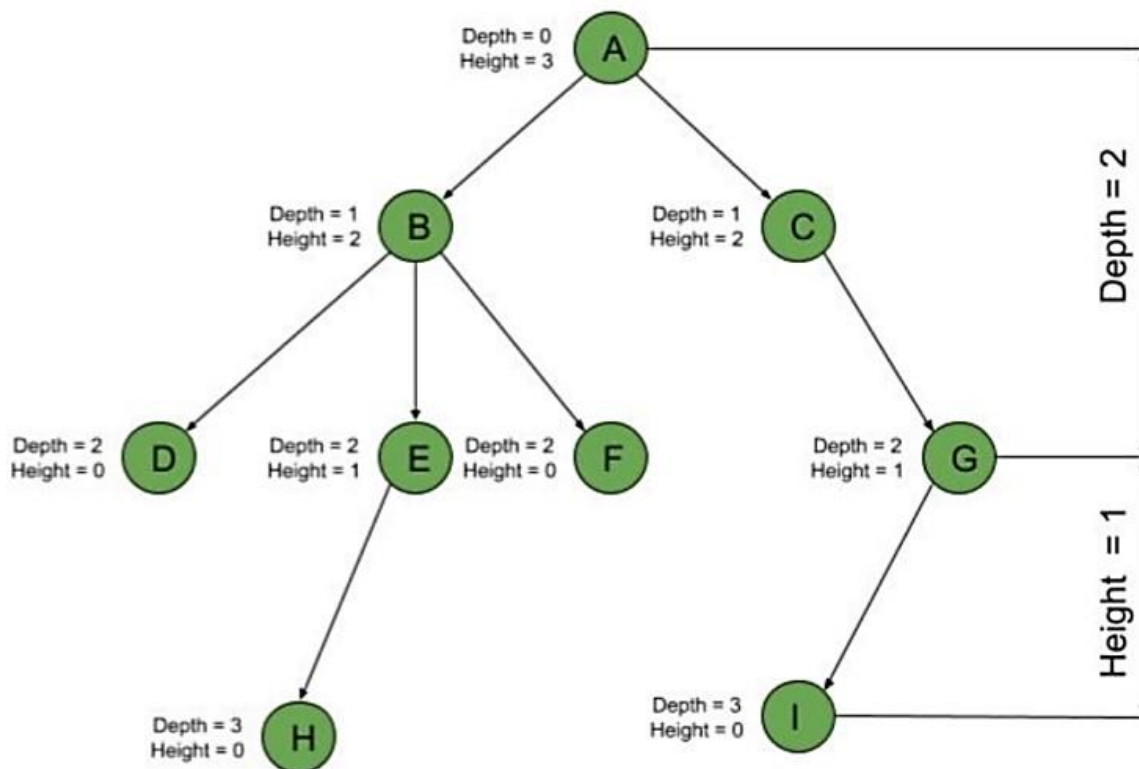 Depth = 0
Height = 3
A
Depth = 1
Height = 2
B
Depth = 1
Height = 2
C
Depth = 2
Depth = 2
Height = 0
D
Depth = 2
Height = 1
E
Depth = 2
Height = 0
F
Depth = 2
Height = 1
G
Height = 1
Depth = 3
Height = 0
H
Depth = 3
Height = 0
I